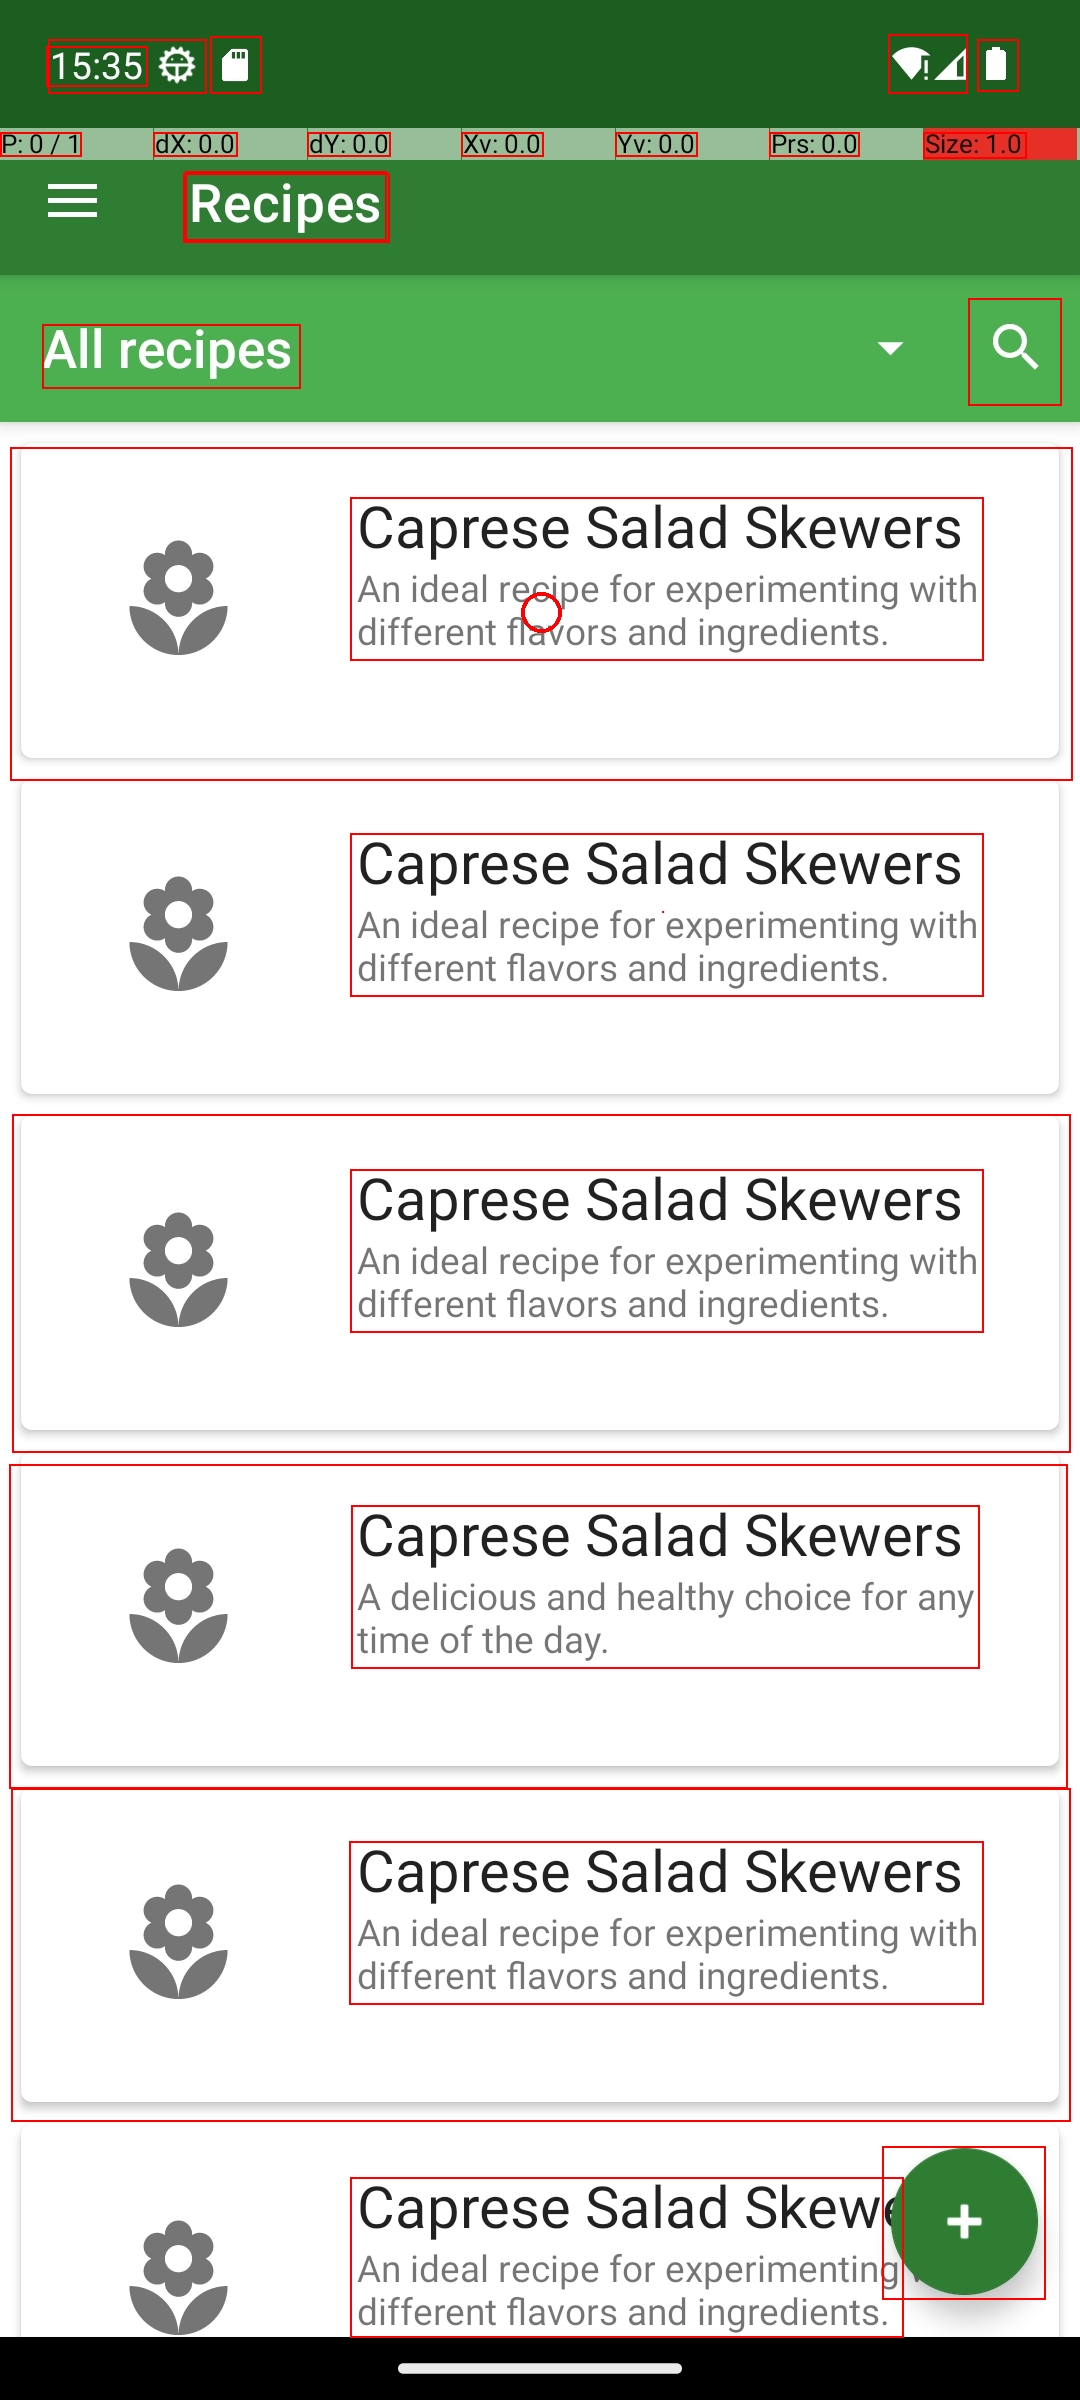 15:35
P: 0 / 1 dX: 0.0 dY: 0.0 Xv: 0.0 Yv: 0.0 Prs: 0.0 Size: 1.0
Recipes
All recipes
Caprese Salad Skewers
An ideal recipe for experimenting with
different flavors and ingredients.
Caprese Salad Skewers
An ideal recipe for experimenting with
different flavors and ingredients.
Caprese Salad Skewers
An ideal recipe for experimenting with
different flavors and ingredients.
Caprese Salad Skewers
A delicious and healthy choice for any
time of the day.
Caprese Salad Skewers
An ideal recipe for experimenting with
different flavors and ingredients.
Caprese Salad Skewe
An ideal recipe for experimenting
different flavors and ingredients.